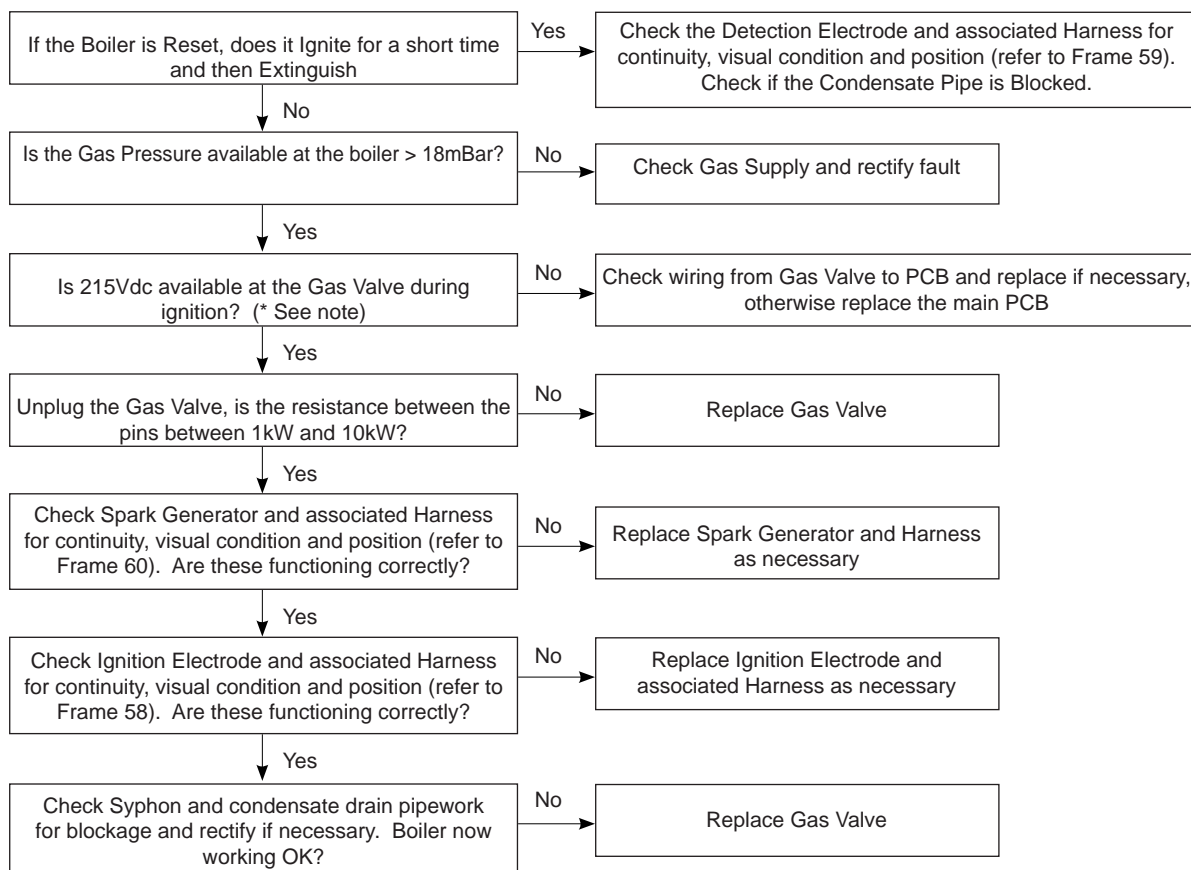 If the Boiler is Reset, does it Ignite for a short time
and then Extinguish
Yes
Check the Detection Electrode and associated Harness for
continuity, visual condition and position (refer to Frame 59).
Check if the Condensate Pipe is Blocked.
No
Is the Gas Pressure available at the boiler > 18mBar?
No
Check Gas Supply and rectify fault
Yes
Is 215Vdc available at the Gas Valve during
ignition? (* See note)
No
Check wiring from Gas Valve to PCB and replace if necessary,
otherwise replace the main PCB
Yes
Unplug the Gas Valve, is the resistance between the
pins between 1kW and 10kW?
No
Replace Gas Valve
Yes
Check Spark Generator and associated Harness
for continuity, visual condition and position (refer to
Frame 60). Are these functioning correctly?
No
Replace Spark Generator and Harness
as necessary
Yes
Check Ignition Electrode and associated Harness
for continuity, visual condition and position (refer to
Frame 58). Are these functioning correctly?
No
Replace Ignition Electrode and
associated Harness as necessary
Yes
Check Syphon and condensate drain pipework
for blockage and rectify if necessary. Boiler now
working OK?
No
Replace Gas Valve